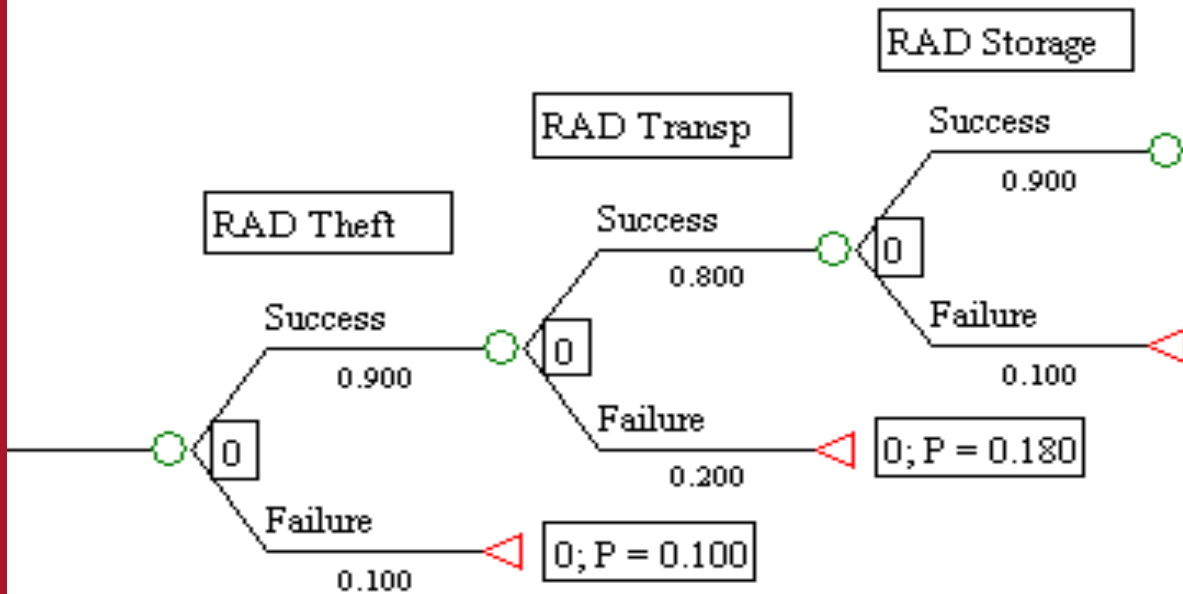 RAD Storage
RAD Transp
Success
0.900
RAD Theft
Success
0.800
0
Success
0.900
0
Failure
0.100
0
Failure
0.200
0; P = 0.180
Failure
0.100
0; P = 0.100